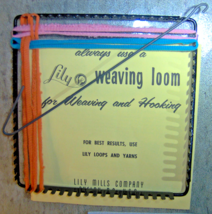 always use a
Lily weaving loom
for Weaving and Hooking
FOR BEST RESULTS, USE
LILY LOOPS AND YARNS
LILY MILLS COMPANY